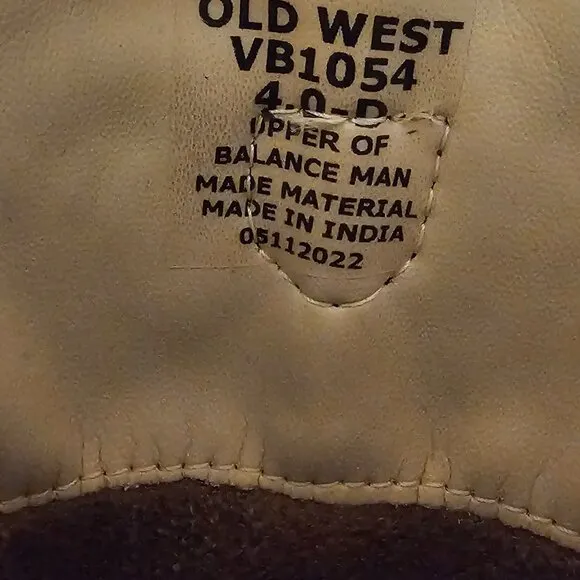 OLD WEST
VB1054
4.0-D
UPPER OF
BALANCE MAN
MADE MATERIAL
MADE IN INDIA
05112022